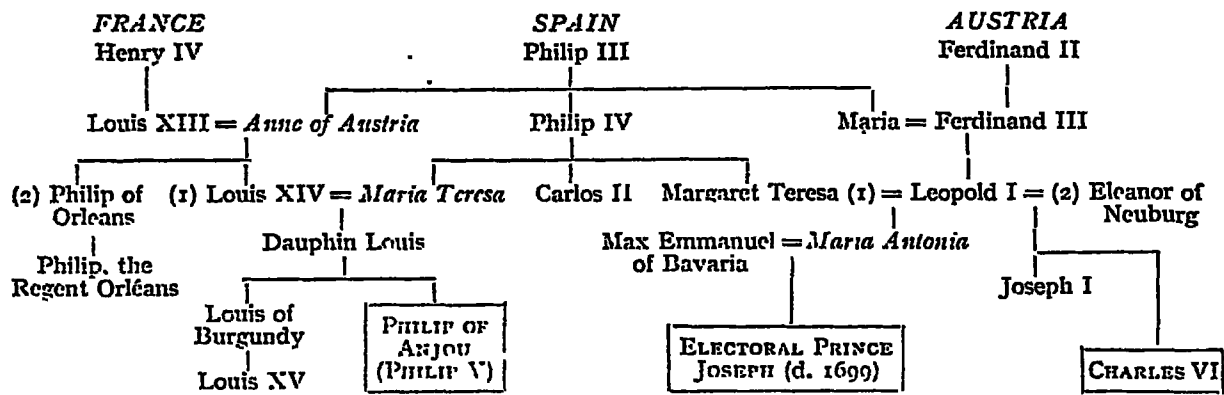 FRANCE SPAIN AUSTRIA
Henry IV Philip III Ferdinand II
Louis XIII = Anne of Austria Philip IV Maria = Ferdinand III
(2) Philip of Orleans (1) Louis XIV = Maria Teresa Carlos II Margaret Teresa (1) = Leopold I = (2) Eleanor of Neuburg
Dauphin Louis Max Emmanuel of Bavaria = Maria Antonia
Philip, the Regent Orléans Joseph I
Louis of Burgundy PHILIP OF ANJOU (PHILIP V) ELECTORAL PRINCE JOSEPH (d. 1699) CHARLES VI
Louis XV